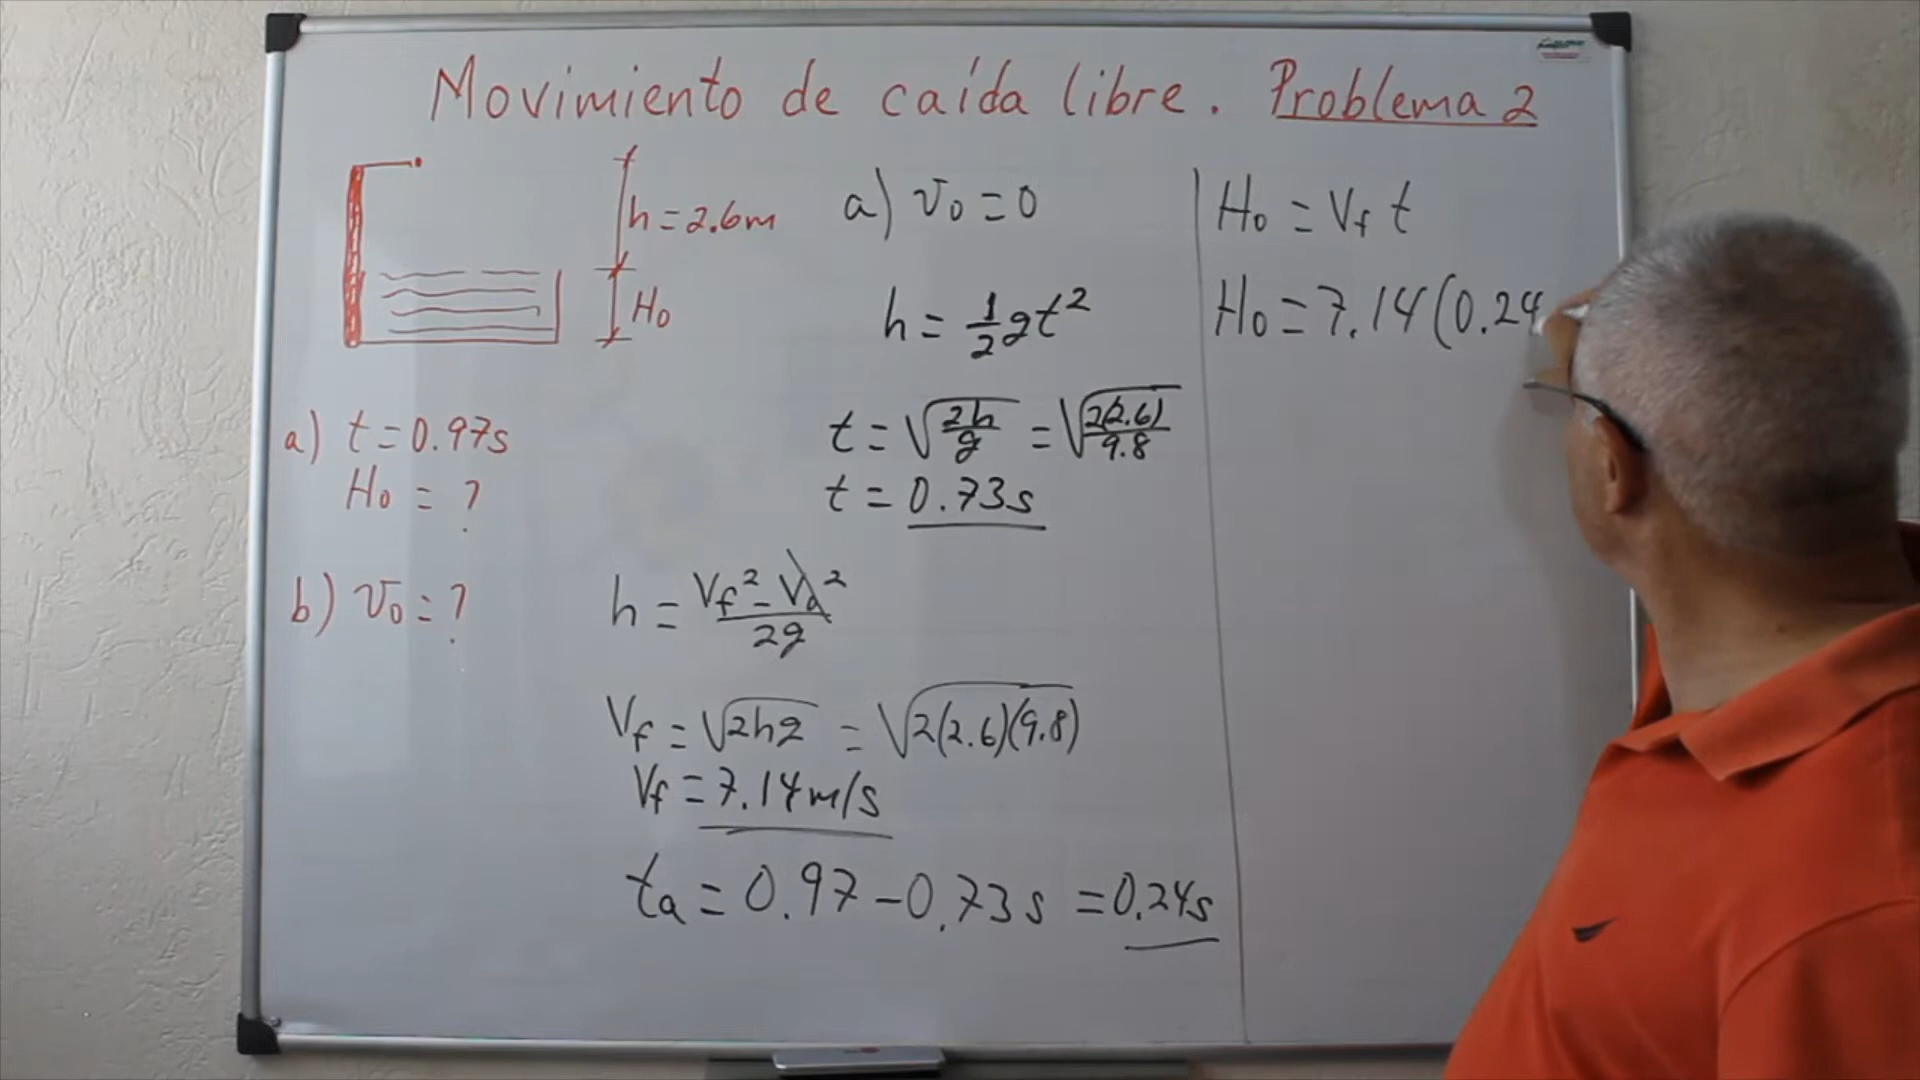 Movimiento de caída libre. Problema 2
h = 2.6m
H₀
a) t = 0.97s
H₀ = ?
b) v₀ = ?
a) v₀ = 0
h = 1/2 gt²
t = √(2h/g) = √(2(2.6)/9.8)
t = 0.73s
h = (Vf² - V₀²)/2g
Vf = √2hg = √2(2.6)(9.8)
Vf = 7.14m/s
ta = 0.97 - 0.73s = 0.24s
H₀ = Vf t
H₀ = 7.14(0.24